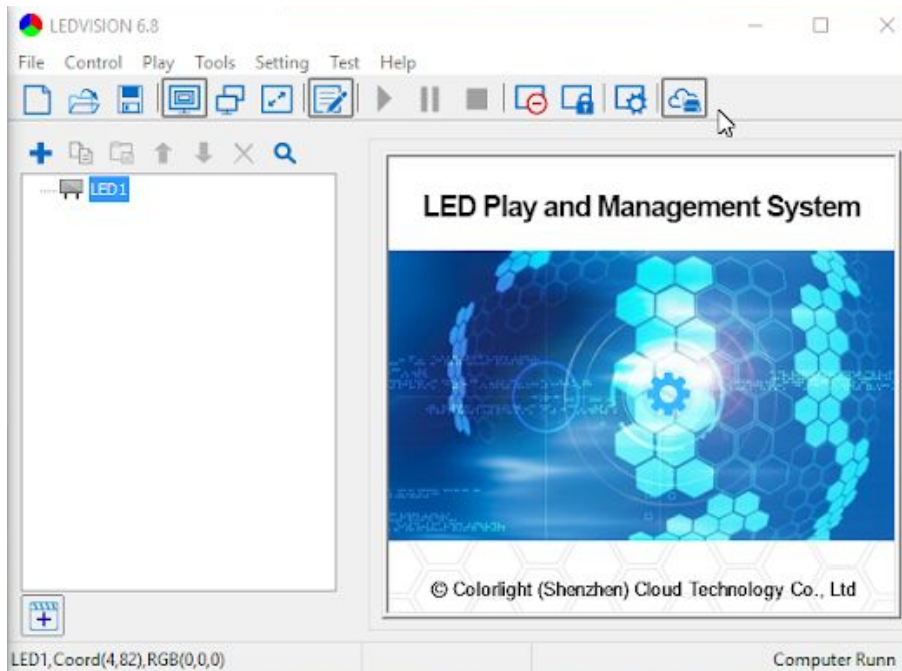 LEDVISION 6.8
File Control Play Tools Setting Test Help
LED1
LED Play and Management System
© Colorlight (Shenzhen) Cloud Technology Co., Ltd
LED1,Coord(4,82),RGB(0,0,0)
Computer Runn